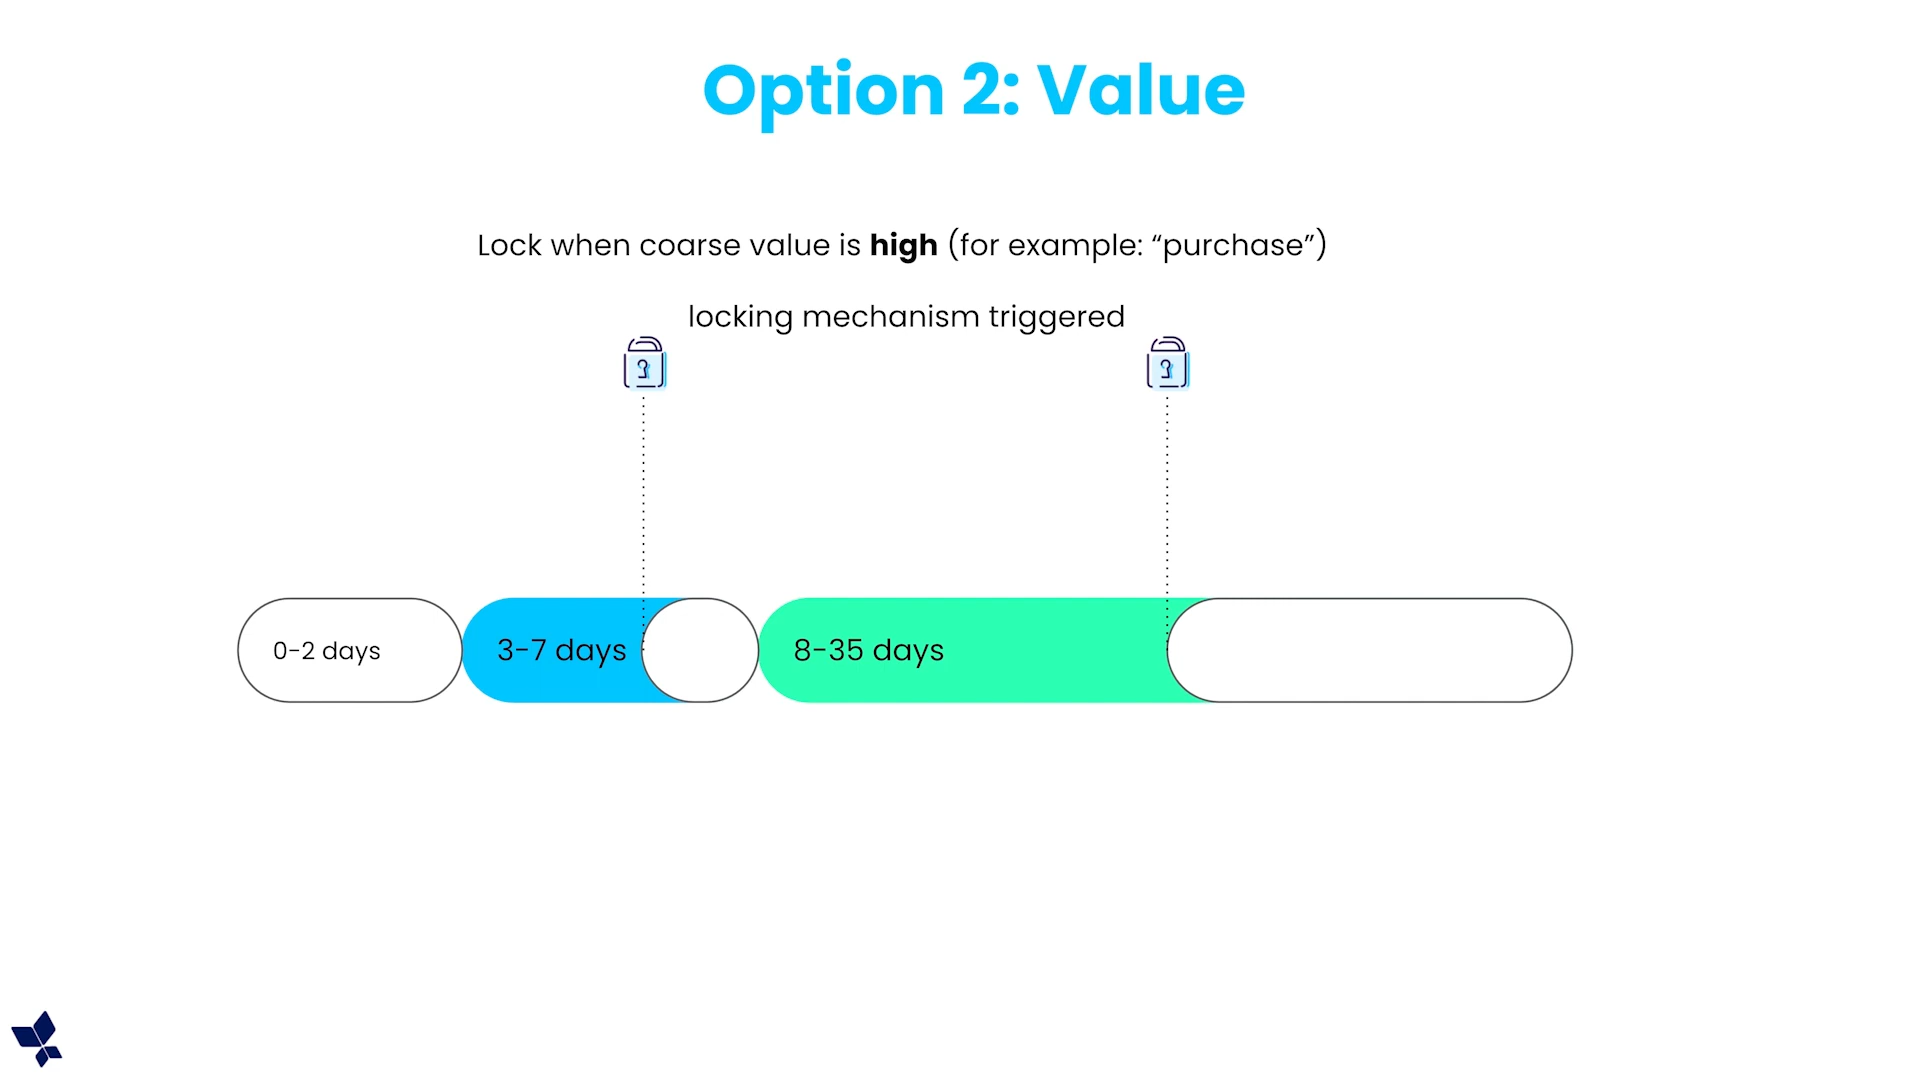 Option 2: Value
Lock when coarse value is high (for example: “purchase”)
locking mechanism triggered
0-2 days
3-7 days
8-35 days